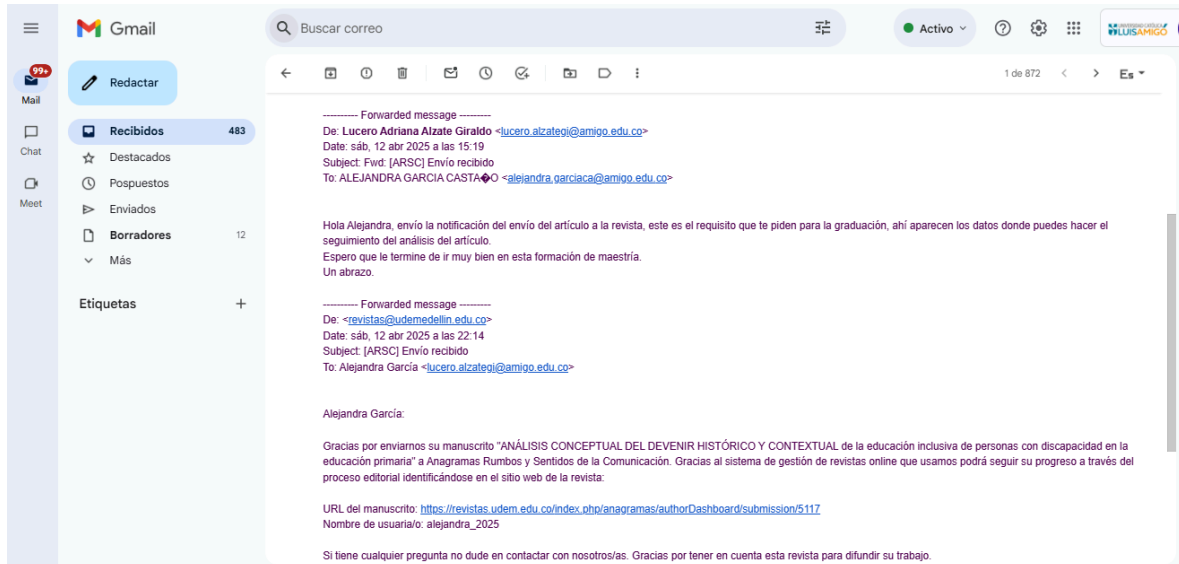 Gmail
Buscar correo
Activo
UNIVERSIDAD CATÓLICA
LUIS AMIGÓ
99+
Mail
Chat
Meet
Redactar
Recibidos 483
Destacados
Pospuestos
Enviados
Borradores 12
Más
Etiquetas
1 de 872
Es
---------- Forwarded message ---------
De: Lucero Adriana Alzate Giraldo <lucero.alzategi@amigo.edu.co>
Date: sáb, 12 abr 2025 a las 15:19
Subject: Fwd: [ARSC] Envío recibido
To: ALEJANDRA GARCIA CASTA�O <alejandra.garciaca@amigo.edu.co>
Hola Alejandra, envío la notificación del envío del artículo a la revista, este es el requisito que te piden para la graduación, ahí aparecen los datos donde puedes hacer el
seguimiento del análisis del artículo.
Espero que le termine de ir muy bien en esta formación de maestría.
Un abrazo.
---------- Forwarded message ---------
De: <revistas@udemedellin.edu.co>
Date: sáb, 12 abr 2025 a las 22:14
Subject: [ARSC] Envío recibido
To: Alejandra García <lucero.alzategi@amigo.edu.co>
Alejandra García:
Gracias por enviarnos su manuscrito "ANÁLISIS CONCEPTUAL DEL DEVENIR HISTÓRICO Y CONTEXTUAL de la educación inclusiva de personas con discapacidad en la
educación primaria" a Anagramas Rumbos y Sentidos de la Comunicación. Gracias al sistema de gestión de revistas online que usamos podrá seguir su progreso a través del
proceso editorial identificándose en el sitio web de la revista:
URL del manuscrito: https://revistas.udem.edu.co/index.php/anagramas/authorDashboard/submission/5117
Nombre de usuaria/o: alejandra_2025
Si tiene cualquier pregunta no dude en contactar con nosotros/as. Gracias por tener en cuenta esta revista para difundir su trabajo.